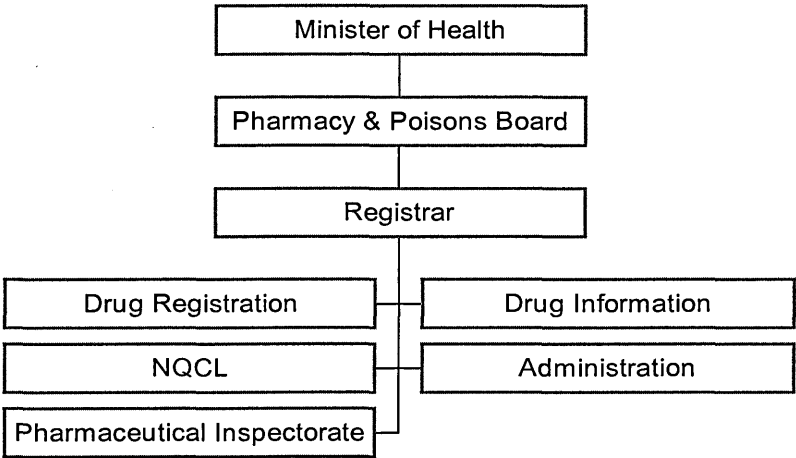 Minister of Health
Pharmacy & Poisons Board
Registrar
Drug Registration
Drug Information
NQCL
Administration
Pharmaceutical Inspectorate